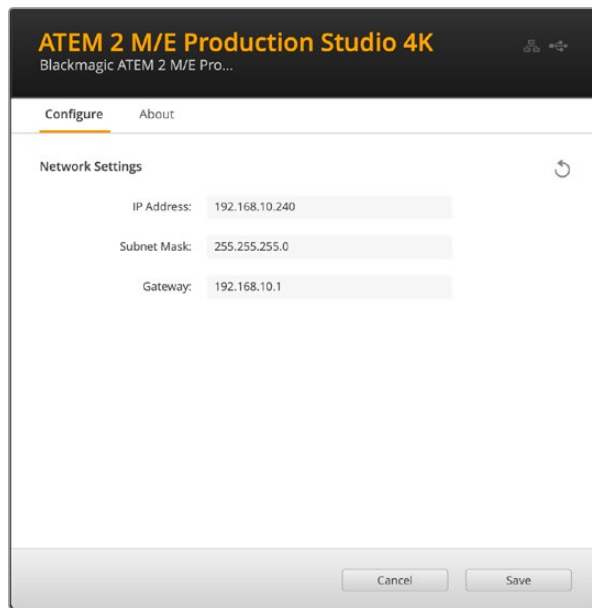 ATEM 2 M/E Production Studio 4K
Blackmagic ATEM 2 M/E Pro...
Configure About
Network Settings
IP Address: 192.168.10.240
Subnet Mask: 255.255.255.0
Gateway: 192.168.10.1
Cancel Save